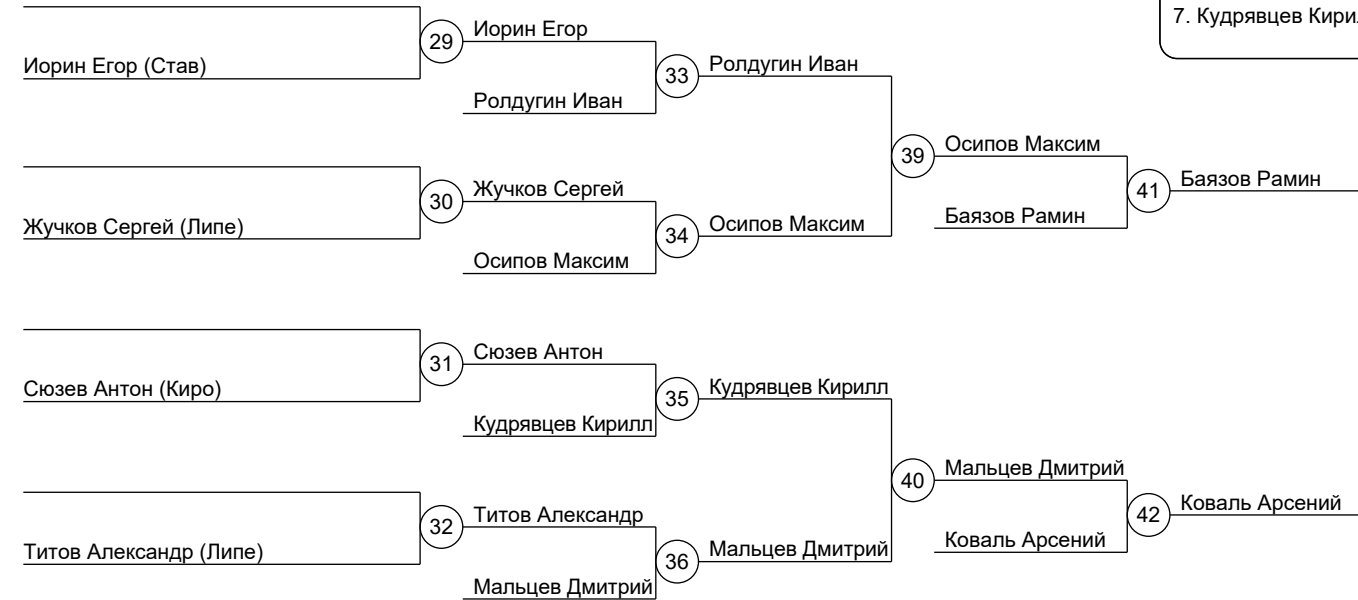 7. Кудрявцев
29
Иорин Егор
Иорин Егор (Став)
33
Ролдугин Иван
Ролдугин Иван
39
Осипов Максим
41
Баязов Рамин
Баязов Рамин
30
Жучков Сергей
Жучков Сергей (Липе)
34
Осипов Максим
Осипов Максим
31
Сюзев Антон
Сюзев Антон (Киро)
35
Кудрявцев Кирилл
Кудрявцев Кирилл
40
Мальцев Дмитрий
42
Коваль Арсений
Коваль Арсений
32
Титов Александр
Титов Александр (Липе)
36
Мальцев Дмитрий
Мальцев Дмитрий